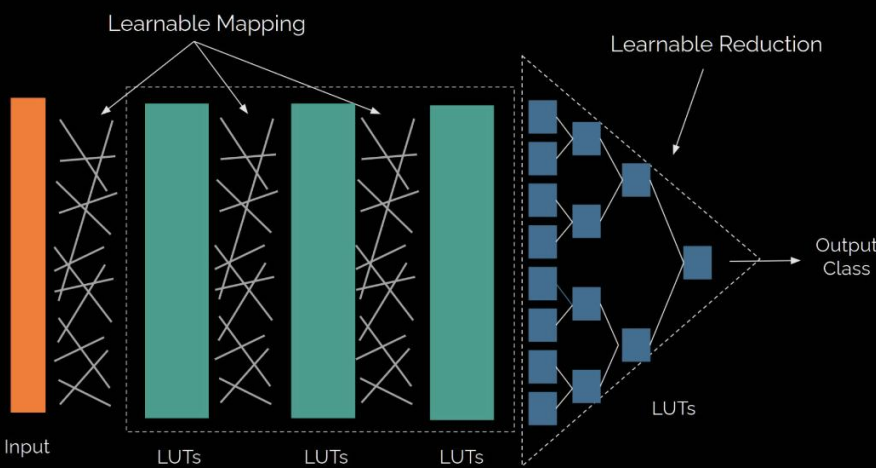 Learnable Mapping
Learnable Reduction
Output
Class
Input
LUTs
LUTs
LUTs
LUTs